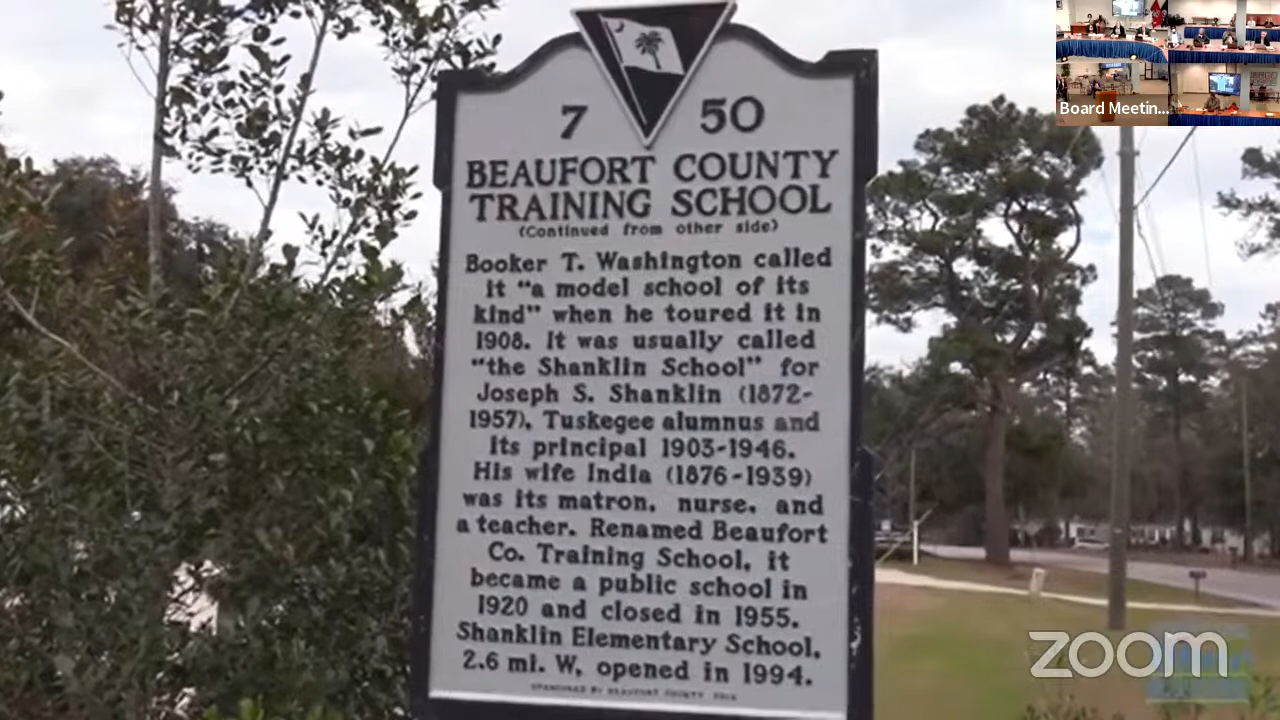 7 50
BEAUFORT COUNTY
TRAINING SCHOOL
(Continued from other side)
Booker T. Washington called
it "a model school of its
kind" when he toured it in
1908. It was usually called
"the Shanklin School" for
Joseph S. Shanklin (1872-
1957), Tuskegee alumnus and
its principal 1903-1946.
His wife India (1876-1939)
was its matron, nurse, and
a teacher. Renamed Beaufort
Co. Training School, it
became a public school in
1920 and closed in 1955.
Shanklin Elementary School,
2.6 mi. W, opened in 1994.
SPONSORED BY BEAUFORT COUNTY
Board Meetin...
zoom